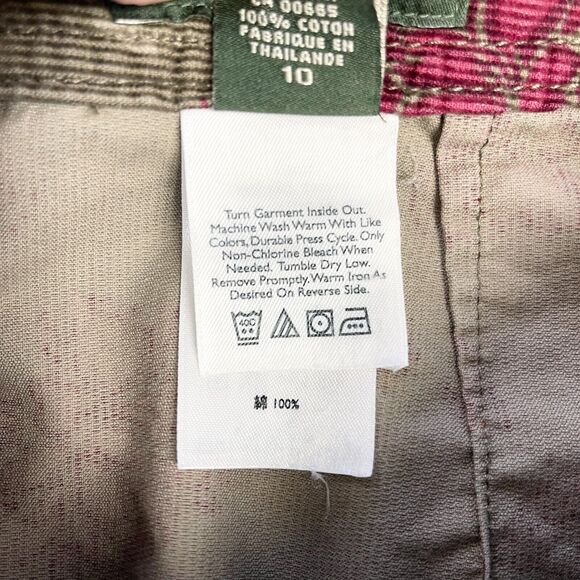 CA 00665
100% COTON
FABRIQUE EN
THAILANDE
10
Turn Garment Inside Out.
Machine Wash Warm With Like
Colors, Durable Press Cycle. Only
Non-Chlorine Bleach When
Needed. Tumble Dry Low.
Remove Promptly. Warm Iron As
Desired On Reverse Side.
40C
綿 100%